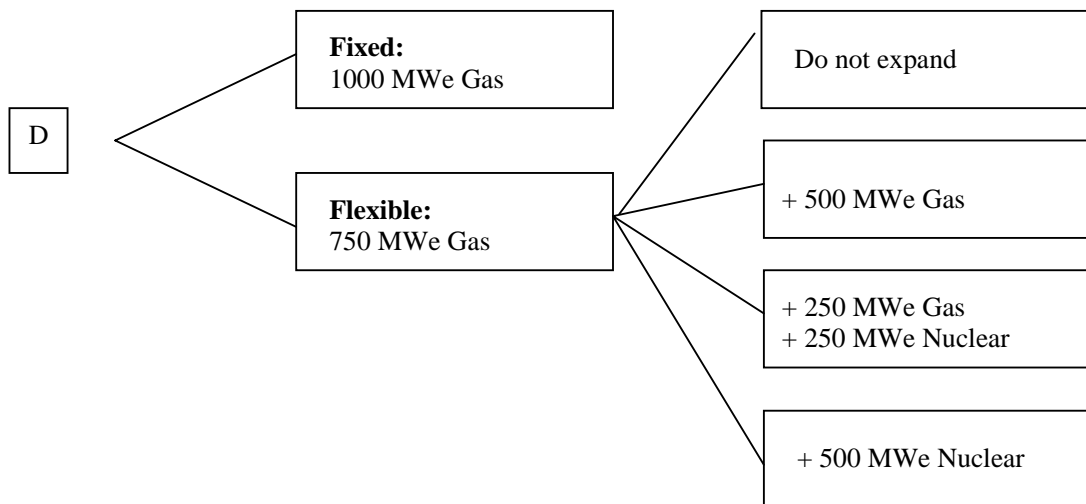 D
Fixed:
1000 MWe Gas
Flexible:
750 MWe Gas
Do not expand
+ 500 MWe Gas
+ 250 MWe Gas
+ 250 MWe Nuclear
+ 500 MWe Nuclear